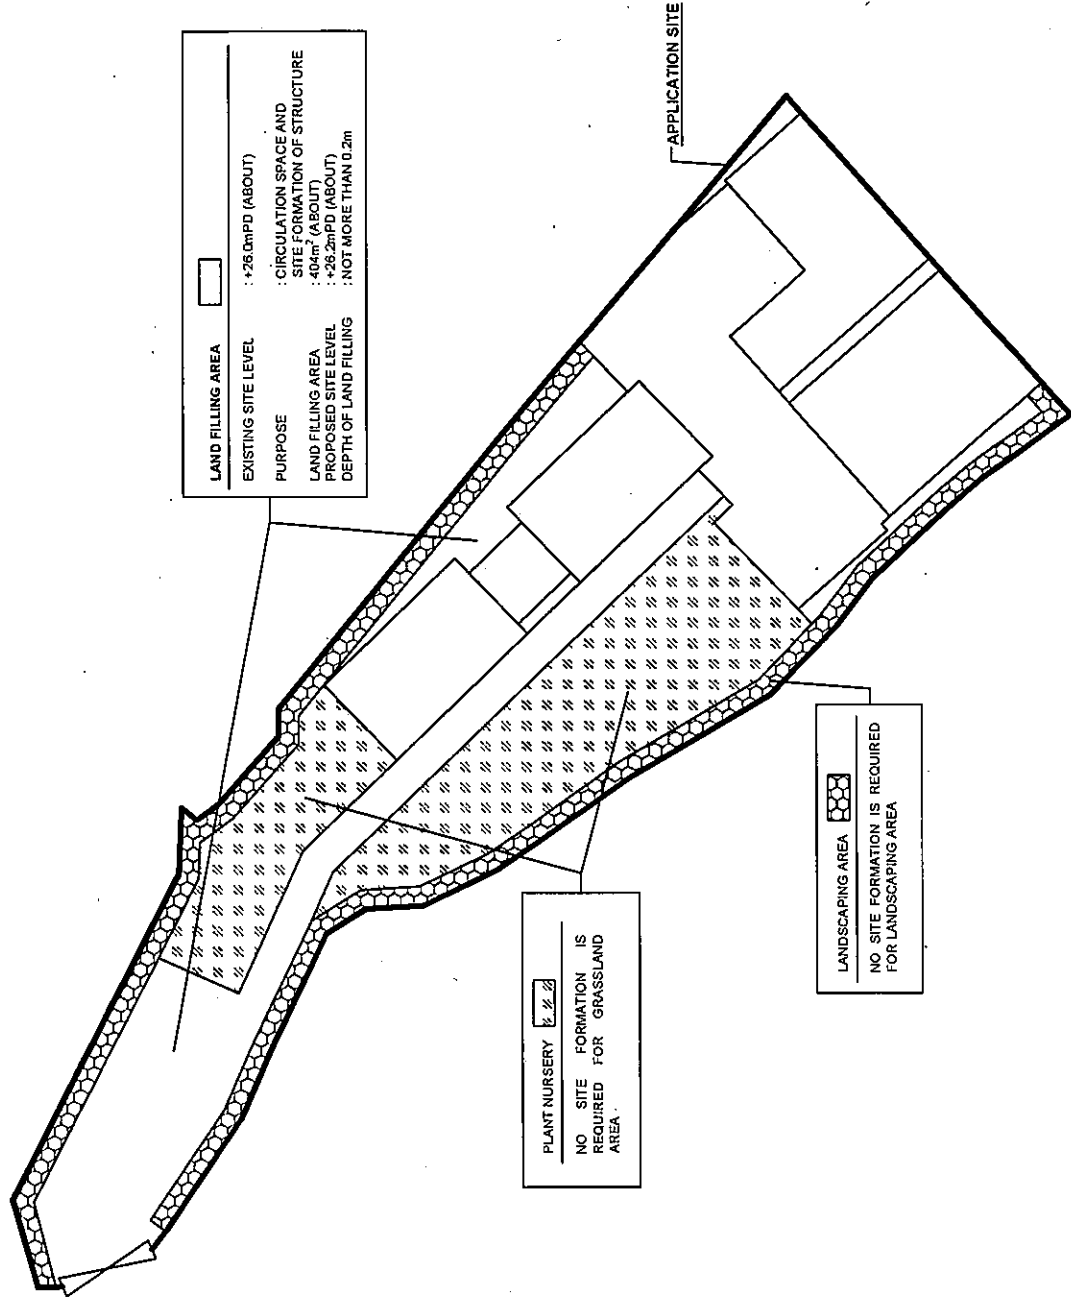 LAND FILLING AREA
EXISTING SITE LEVEL : +26.0mPD (ABOUT)
PURPOSE : CIRCULATION SPACE AND
SITE FORMATION OF STRUCTURE
LAND FILLING AREA : 404m² (ABOUT)
PROPOSED SITE LEVEL : +26.2mPD (ABOUT)
DEPTH OF LAND FILLING : NOT MORE THAN 0.2m
APPLICATION SITE
PLANT NURSERY
NO SITE FORMATION IS
REQUIRED FOR GRASSLAND
AREA
LANDSCAPING AREA
NO SITE FORMATION IS REQUIRED
FOR LANDSCAPING AREA